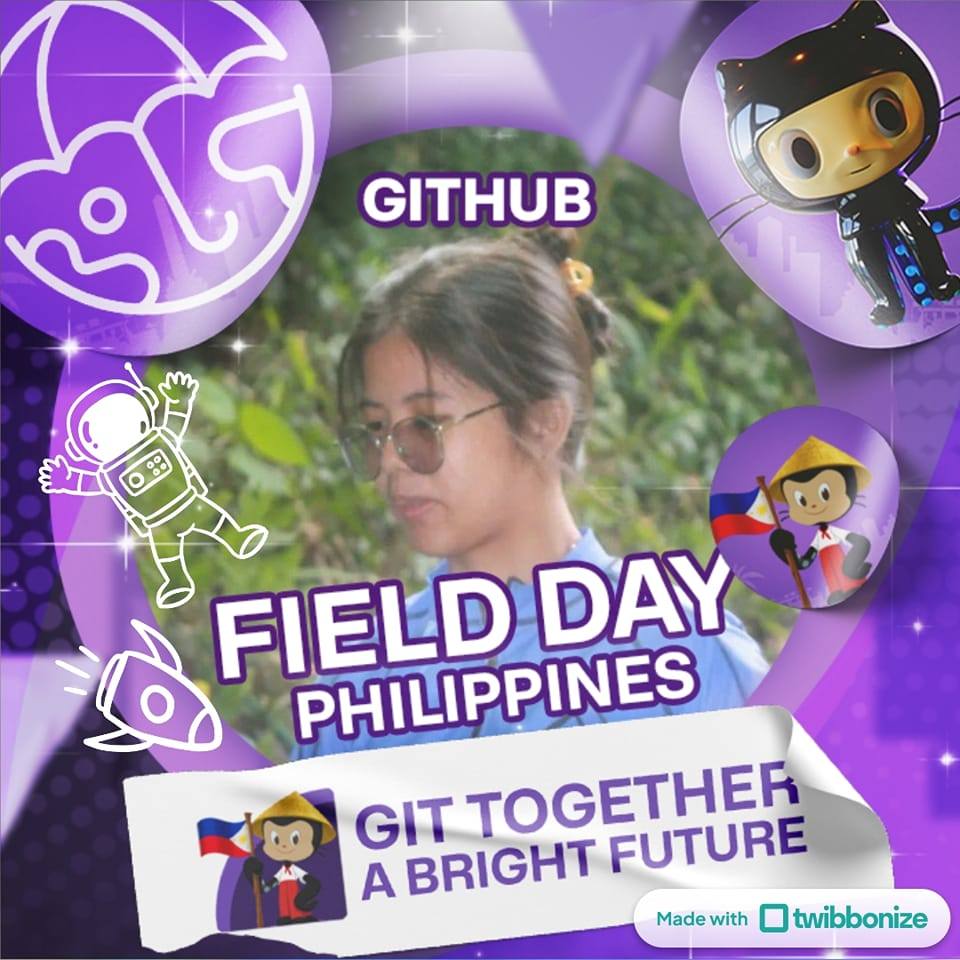 GITHUB
FIELD DAY
PHILIPPINES
GIT TOGETHER
A BRIGHT FUTURE
Made with twibbonize